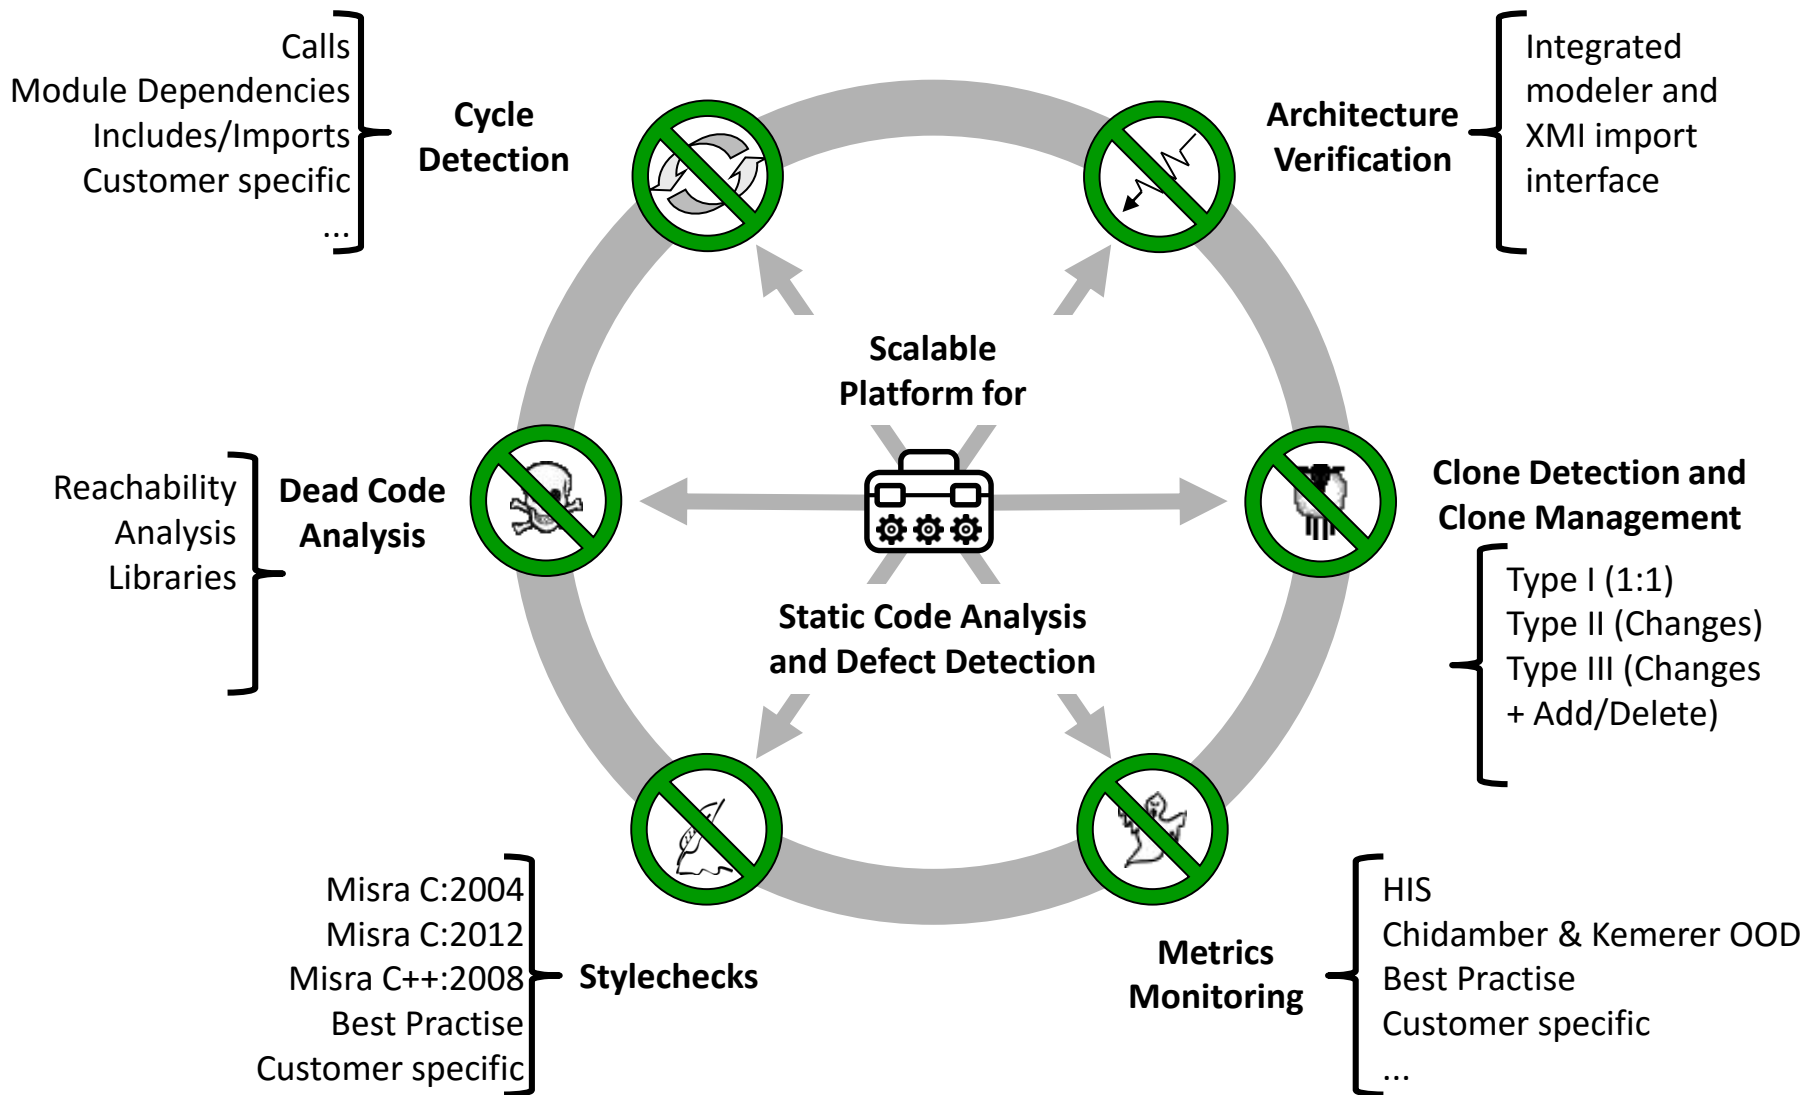 Calls
Module Dependencies
Includes/Imports
Customer specific
...
Cycle
Detection
Architecture
Verification
Integrated
modeler and
XMI import
interface
Scalable
Platform for
Reachability
Analysis
Libraries
Dead Code
Analysis
Clone Detection and
Clone Management
Type I (1:1)
Type II (Changes)
Type III (Changes
+ Add/Delete)
Static Code Analysis
and Defect Detection
Misra C:2004
Misra C:2012
Misra C++:2008
Best Practise
Customer specific
Stylechecks
Metrics
Monitoring
HIS
Chidamber & Kemerer OOD
Best Practise
Customer specific
...